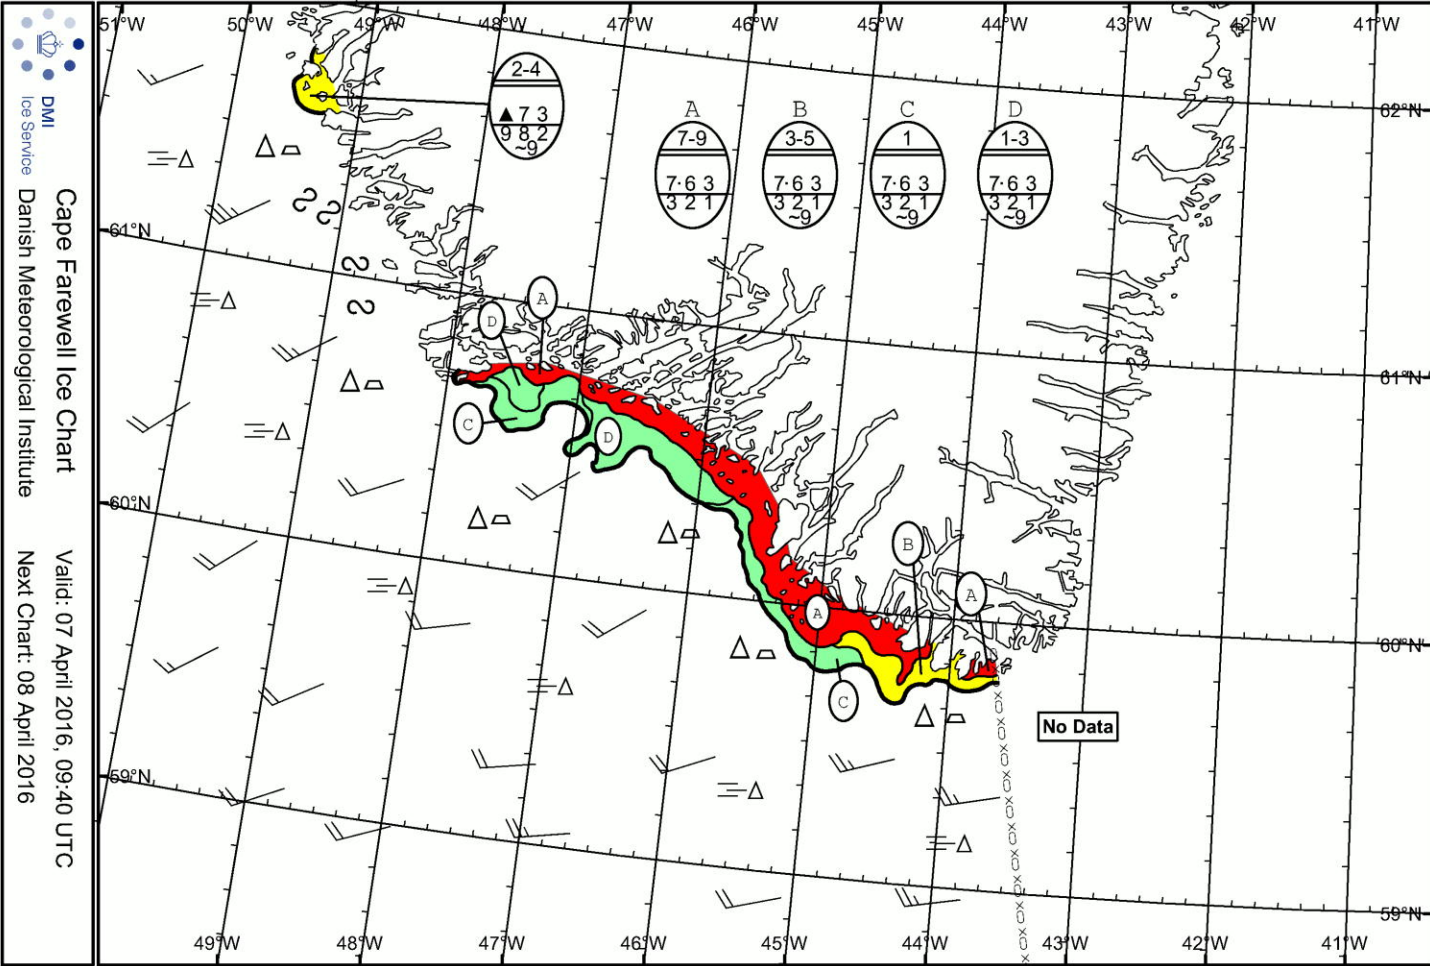 DMI
Ice Service
Cape Farewell Ice Chart
Danish Meteorological Institute
Valid: 07 April 2016, 09:40 UTC
Next Chart: 08 April 2016
51°W 50°W 49°W 48°W 47°W 46°W 45°W 44°W 43°W 42°W 41°W
62°N
2-4
▲ 7 3
9 8 2
~9
A B C D
7-9 3-5 1 1-3
7· 6 3 7· 6 3 7· 6 3 7· 6 3
3 2 1 3 2 1 3 2 1 3 2 1
~9 ~9 ~9
61°N
A
D
61°N
C
D
60°N
B
A
A
60°N
C
No Data
59°N
59°N
49°W 48°W 47°W 46°W 45°W 44°W 43°W 42°W 41°W